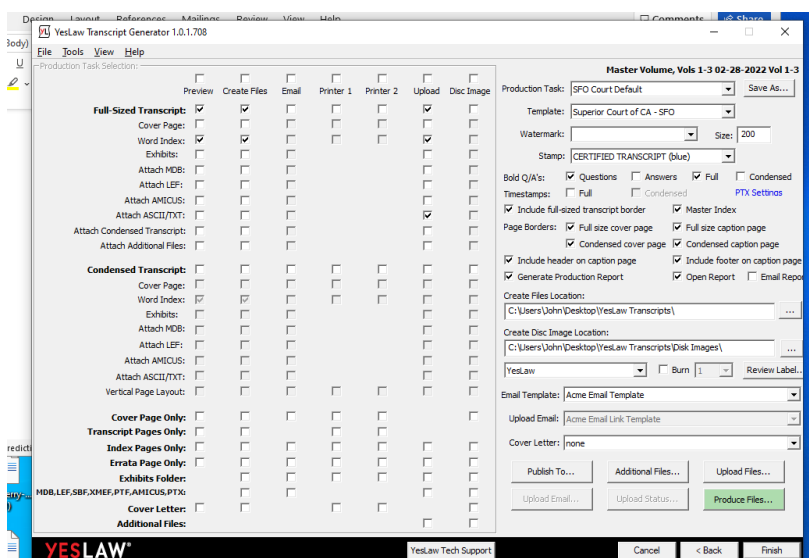 Design Layout References Mailings Review View Help Comments Share
Body)
YesLaw Transcript Generator 1.0.1.708
File Tools View Help
Production Task Selection:
Master Volume, Vols 1-3 02-28-2022 Vol 1-3
Preview Create Files Email Printer 1 Printer 2 Upload Disc Image
Production Task: SFO Court Default Save As...
Full-Sized Transcript:
Template: Superior Court of CA - SFO
Cover Page:
Word Index:
Watermark: Size: 200
Exhibits:
Stamp: CERTIFIED TRANSCRIPT (blue)
Attach MDB:
Attach LEF:
Bold Q/A's: Questions Answers Full Condensed
Attach AMICUS:
Timestamps: Full Condensed PTX Settings
Attach ASCII/TXT:
Include full-sized transcript border Master Index
Attach Condensed Transcript:
Page Borders: Full size cover page Full size caption page
Attach Additional Files:
Condensed cover page Condensed caption page
Include header on caption page Include footer on caption page
Condensed Transcript:
Generate Production Report Open Report Email Repor
Cover Page:
Word Index:
Create Files Location:
Exhibits:
C:\Users\John\Desktop\YesLaw Transcripts\ ...
Attach MDB:
Create Disc Image Location:
Attach LEF:
C:\Users\John\Desktop\YesLaw Transcripts\Disk Images\ ...
Attach AMICUS:
YesLaw Burn 1 Review Label..
Attach ASCII/TXT:
Vertical Page Layout:
Email Template: Acme Email Template
Cover Page Only:
Upload Email: Acme Email Link Template
Transcript Pages Only:
Index Pages Only:
Cover Letter: none
redicti
Errata Page Only:
Exhibits Folder:
Publish To... Additional Files... Upload Files...
MDB,LEF,SBF,XMEF,PTF,AMICUS,PTX:
Upload Email... Upload Status... Produce Files...
Cover Letter:
Additional Files:
YESLAW®
YesLaw Tech Support Cancel < Back Finish